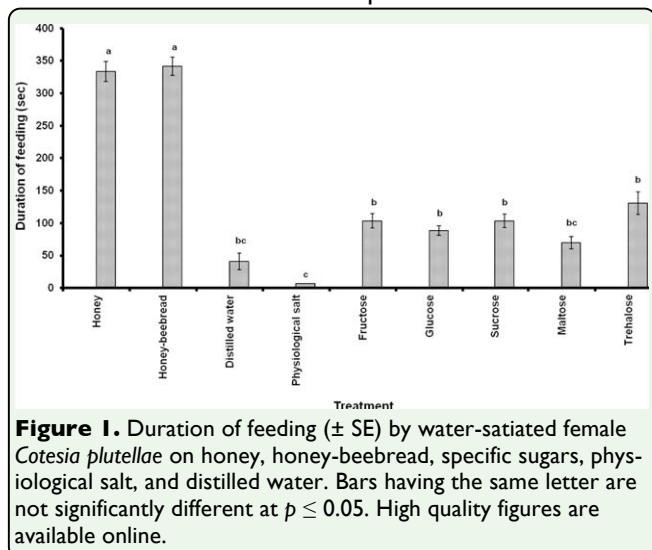 400
350
300
250
200
150
100
50
0
Duration of feeding (sec)
a
a
bc
c
b
b
b
bc
b
Honey
Honey-beebread
Distilled water
Physiological salt
Fructose
Glucose
Sucrose
Maltose
Trehalose
Treatment
Figure 1. Duration of feeding (± SE) by water-satiated female
Cotesia plutellae on honey, honey-beebread, specific sugars, phys-
iological salt, and distilled water. Bars having the same letter are
not significantly different at p ≤ 0.05. High quality figures are
available online.